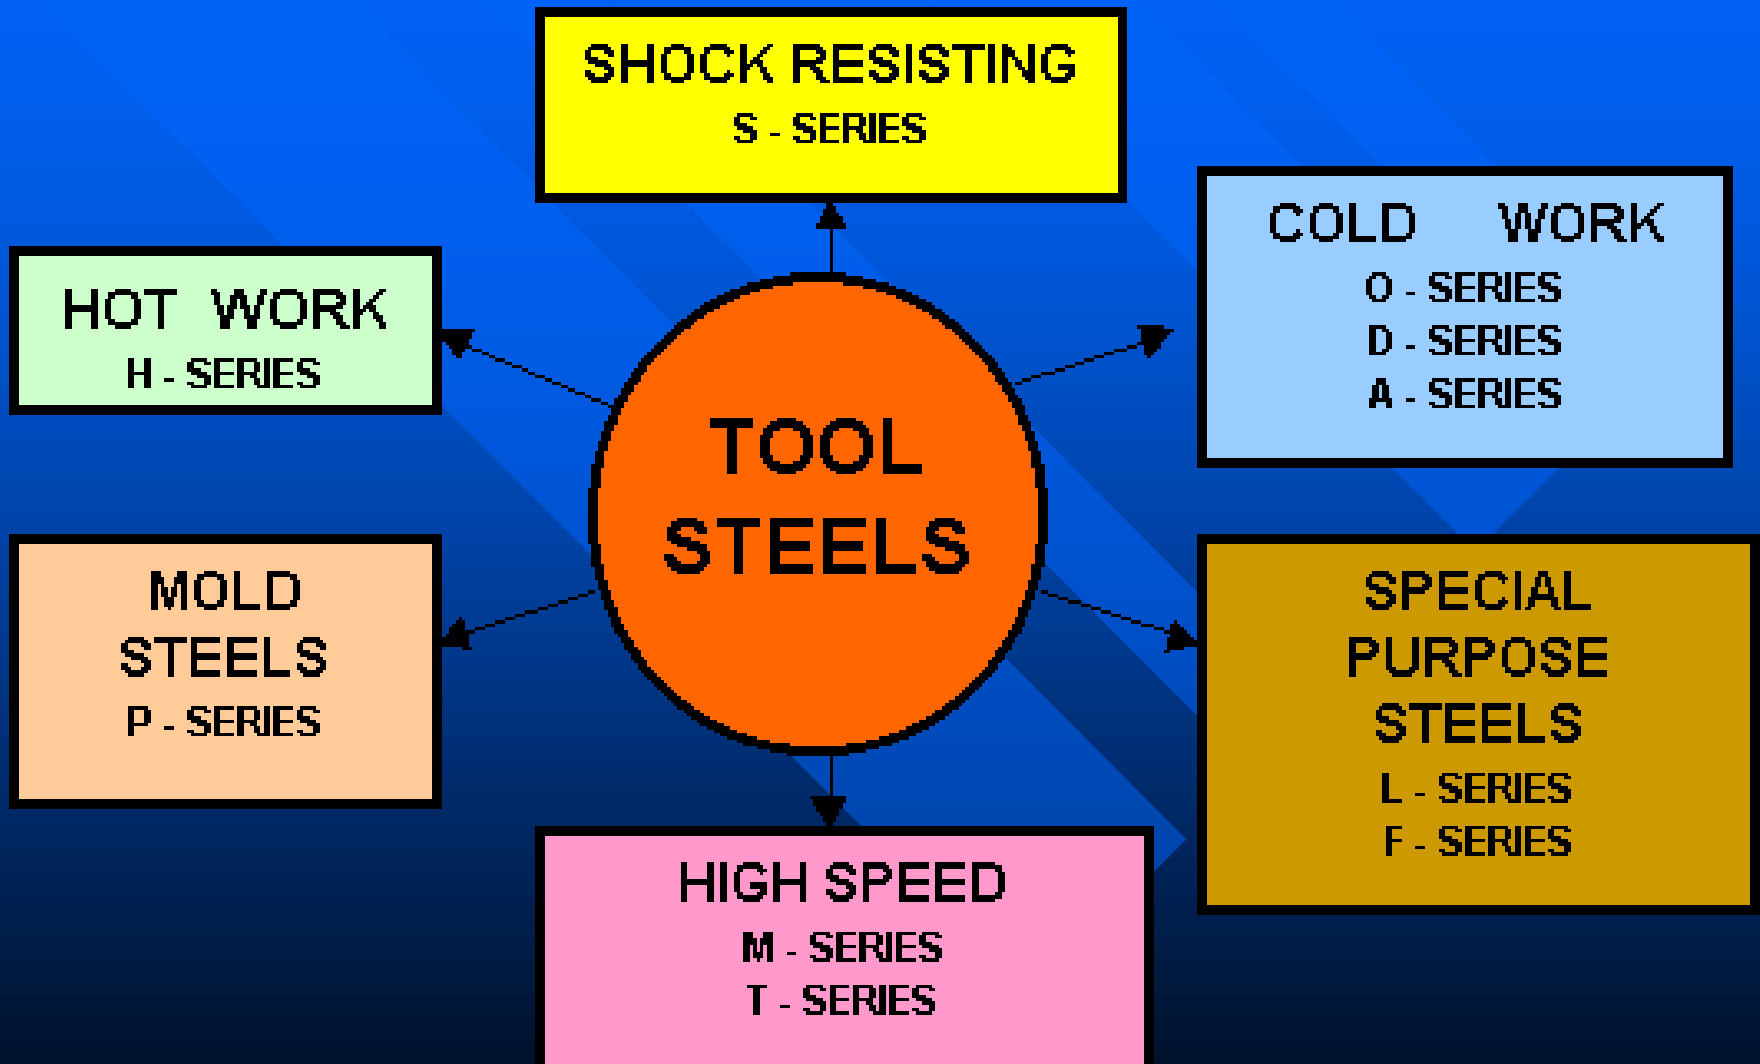 SHOCK RESISTING
S - SERIES
COLD WORK
O - SERIES
D - SERIES
A - SERIES
HOT WORK
H - SERIES
TOOL
STEELS
MOLD
STEELS
P - SERIES
SPECIAL
PURPOSE
STEELS
L - SERIES
F - SERIES
HIGH SPEED
M - SERIES
T - SERIES